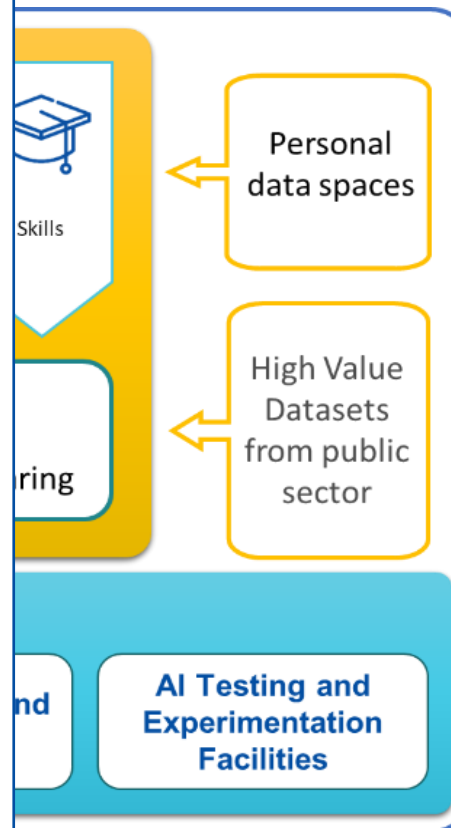 Skills
Personal
data spaces
High Value
Datasets
from public
sector
ring
nd
AI Testing and
Experimentation
Facilities